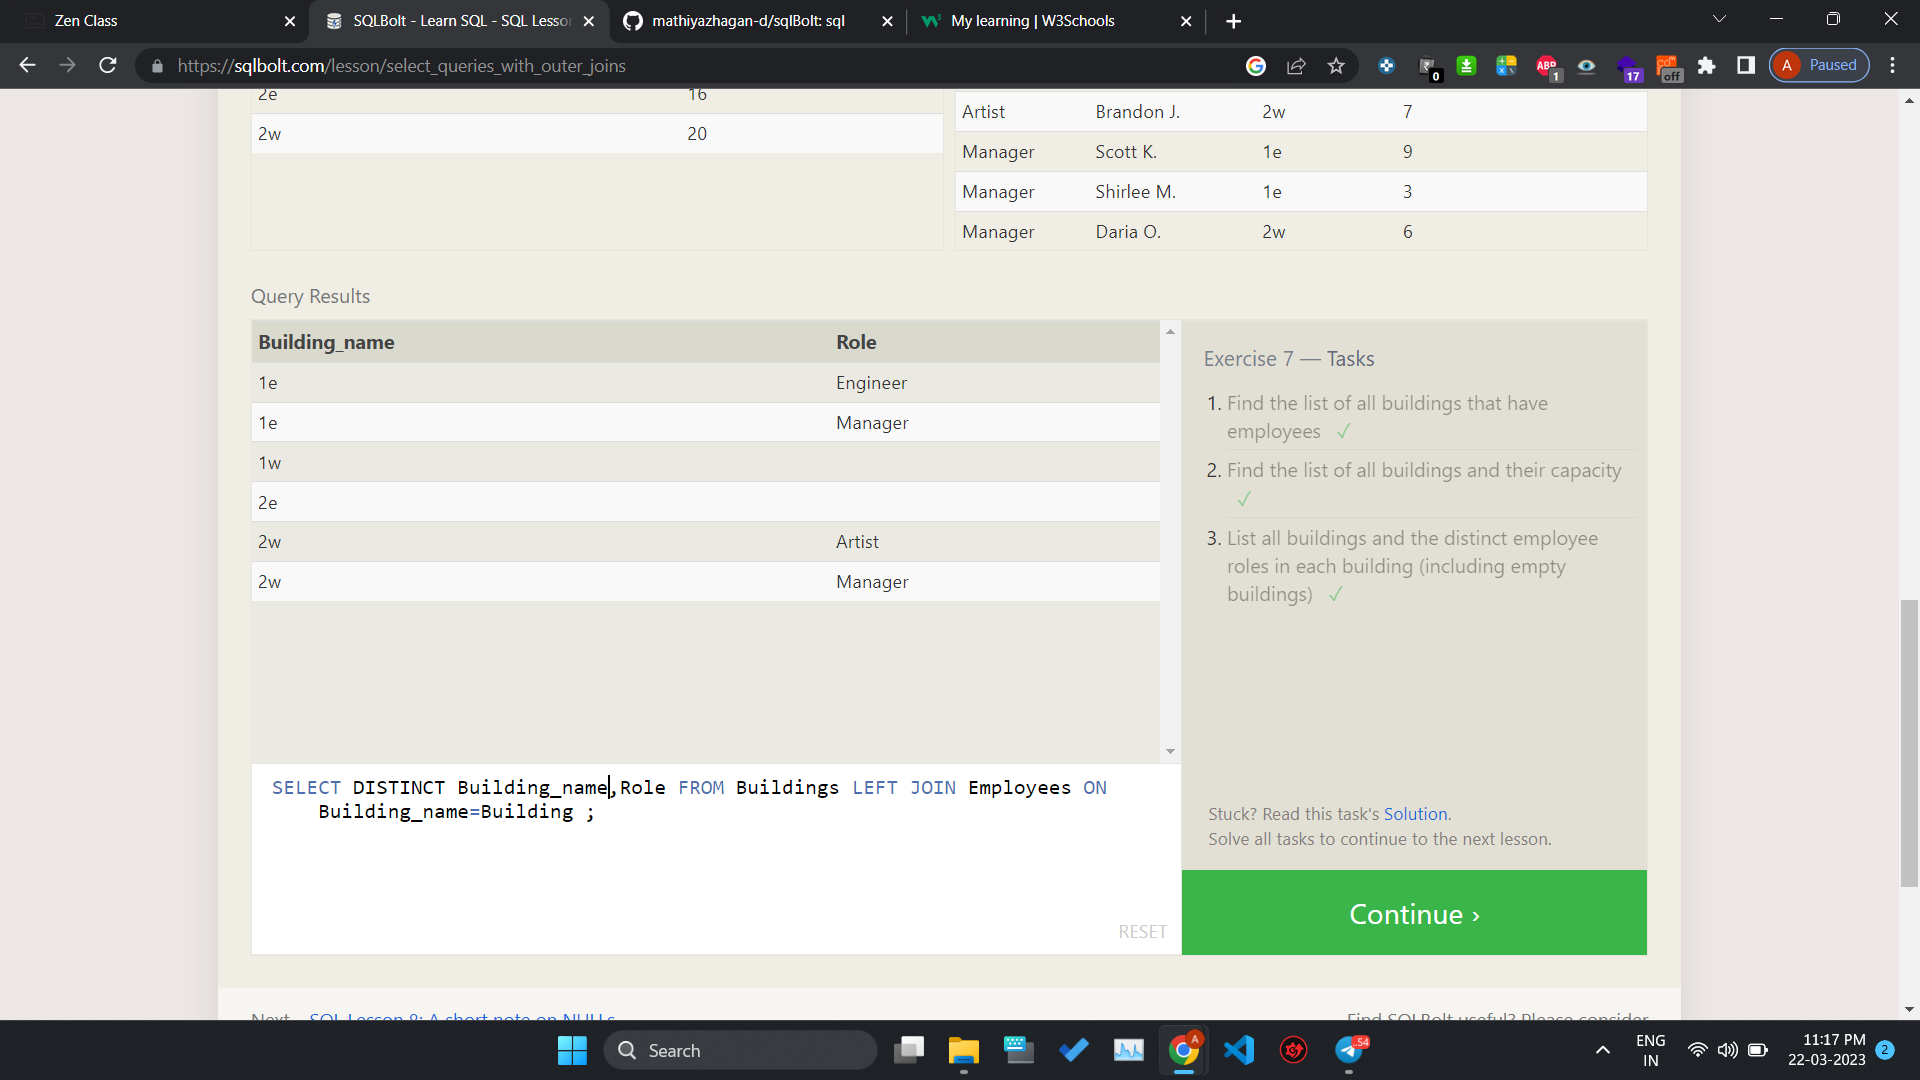 Zen Class
SQLBolt - Learn SQL - SQL Lesso
mathiyazhagan-d/sqlBolt: sql
My learning | W3Schools
https://sqlbolt.com/lesson/select_queries_with_outer_joins
0
ABP
1
17
off
A Paused
2e 16
2w 20
Artist Brandon J. 2w 7
Manager Scott K. 1e 9
Manager Shirlee M. 1e 3
Manager Daria O. 2w 6
Query Results
Building_name Role
1e Engineer
1e Manager
1w
2e
2w Artist
2w Manager
Exercise 7 — Tasks
1. Find the list of all buildings that have
employees ✓
2. Find the list of all buildings and their capacity
✓
3. List all buildings and the distinct employee
roles in each building (including empty
buildings) ✓
SELECT DISTINCT Building_name,Role FROM Buildings LEFT JOIN Employees ON
Building_name=Building ;
RESET
Stuck? Read this task's Solution.
Solve all tasks to continue to the next lesson.
Continue ›
Next – SQL Lesson 8: A short note on NULLs
Find SQLBolt useful? Please consider
Search
A
54
ENG
IN
11:17 PM
22-03-2023
2